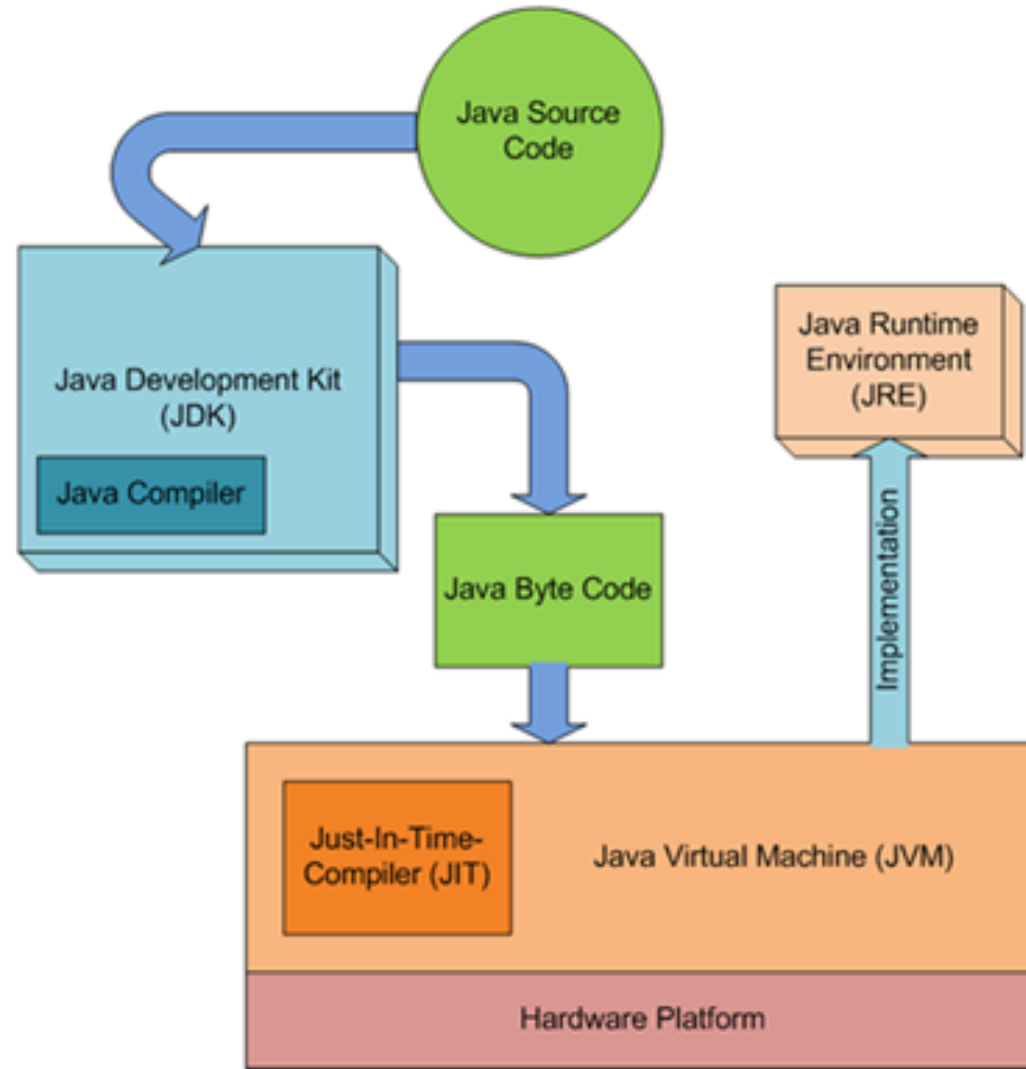 Java Source
Code
Java Development Kit
(JDK)
Java Compiler
Java Runtime
Environment
(JRE)
Java Byte Code
Implementation
Just-In-Time-
Compiler (JIT)
Java Virtual Machine (JVM)
Hardware Platform